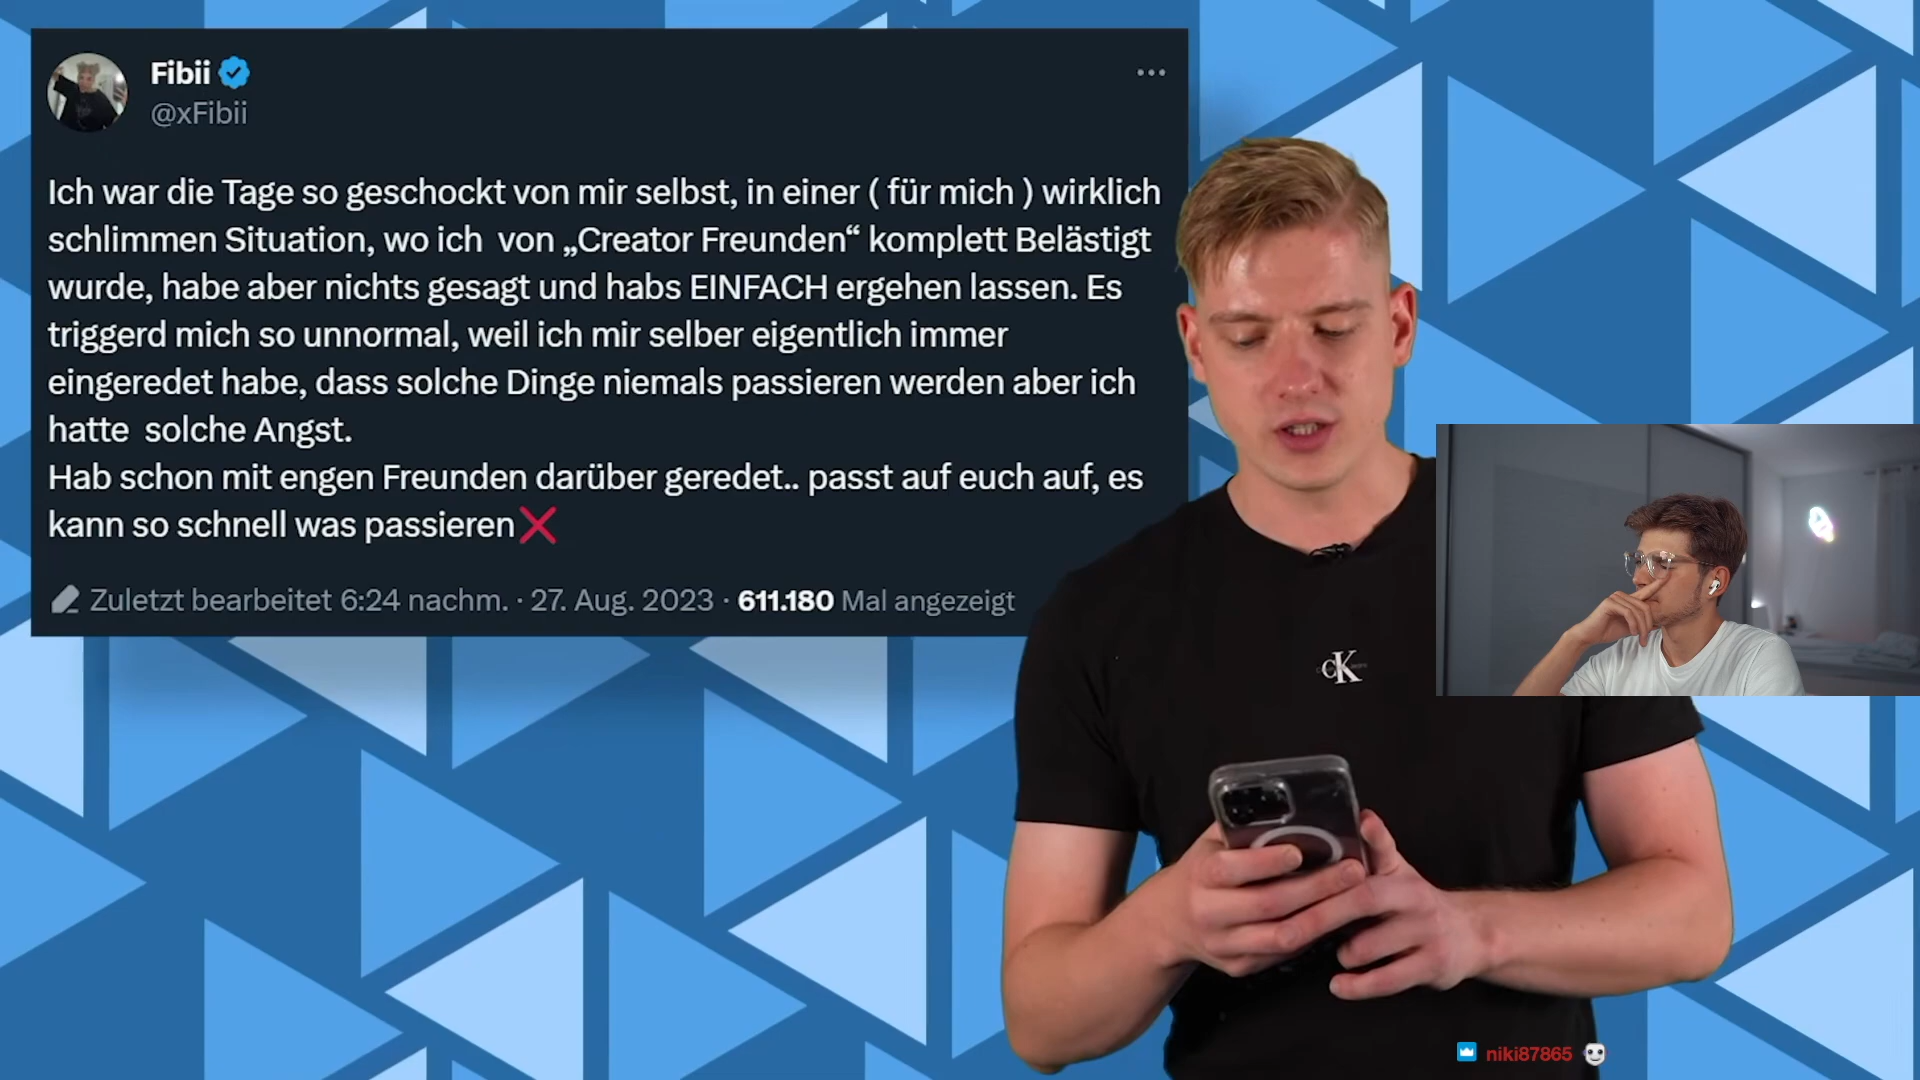 Fibii
@xFibii
Ich war die Tage so geschockt von mir selbst, in einer ( für mich ) wirklich
schlimmen Situation, wo ich  von „Creator Freunden“ komplett Belästigt
wurde, habe aber nichts gesagt und habs EINFACH ergehen lassen. Es
triggerd mich so unnormal, weil ich mir selber eigentlich immer
eingeredet habe, dass solche Dinge niemals passieren werden aber ich
hatte  solche Angst.
Hab schon mit engen Freunden darüber geredet.. passt auf euch auf, es
kann so schnell was passieren❌
Zuletzt bearbeitet 6:24 nachm. · 27. Aug. 2023 · 611.180 Mal angezeigt
CK
niki87865